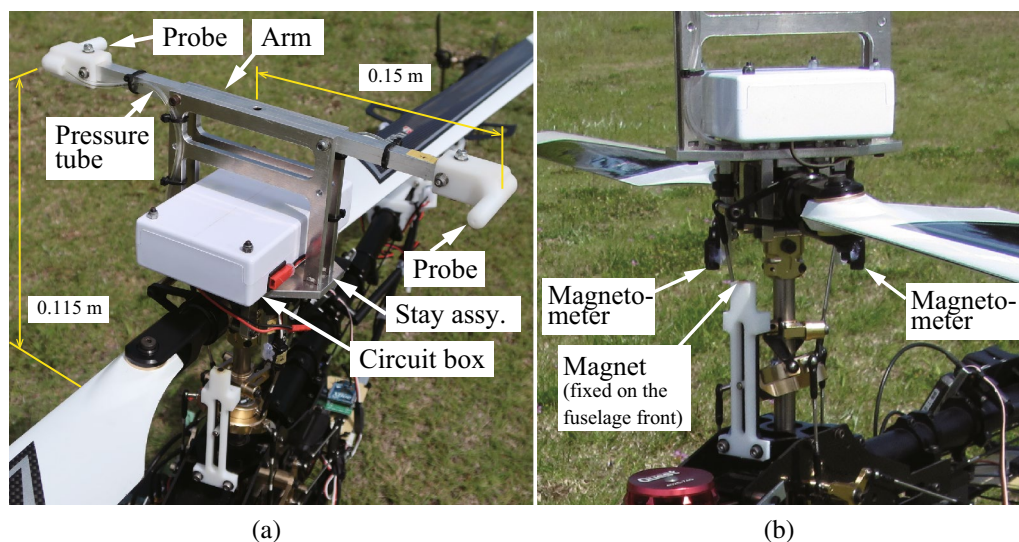 Probe
Arm
0.15 m
Pressure
tube
Probe
0.115 m
Stay assy.
Circuit box
(a)
Magneto-
meter
Magneto-
meter
Magnet
(fixed on the
fuselage front)
(b)